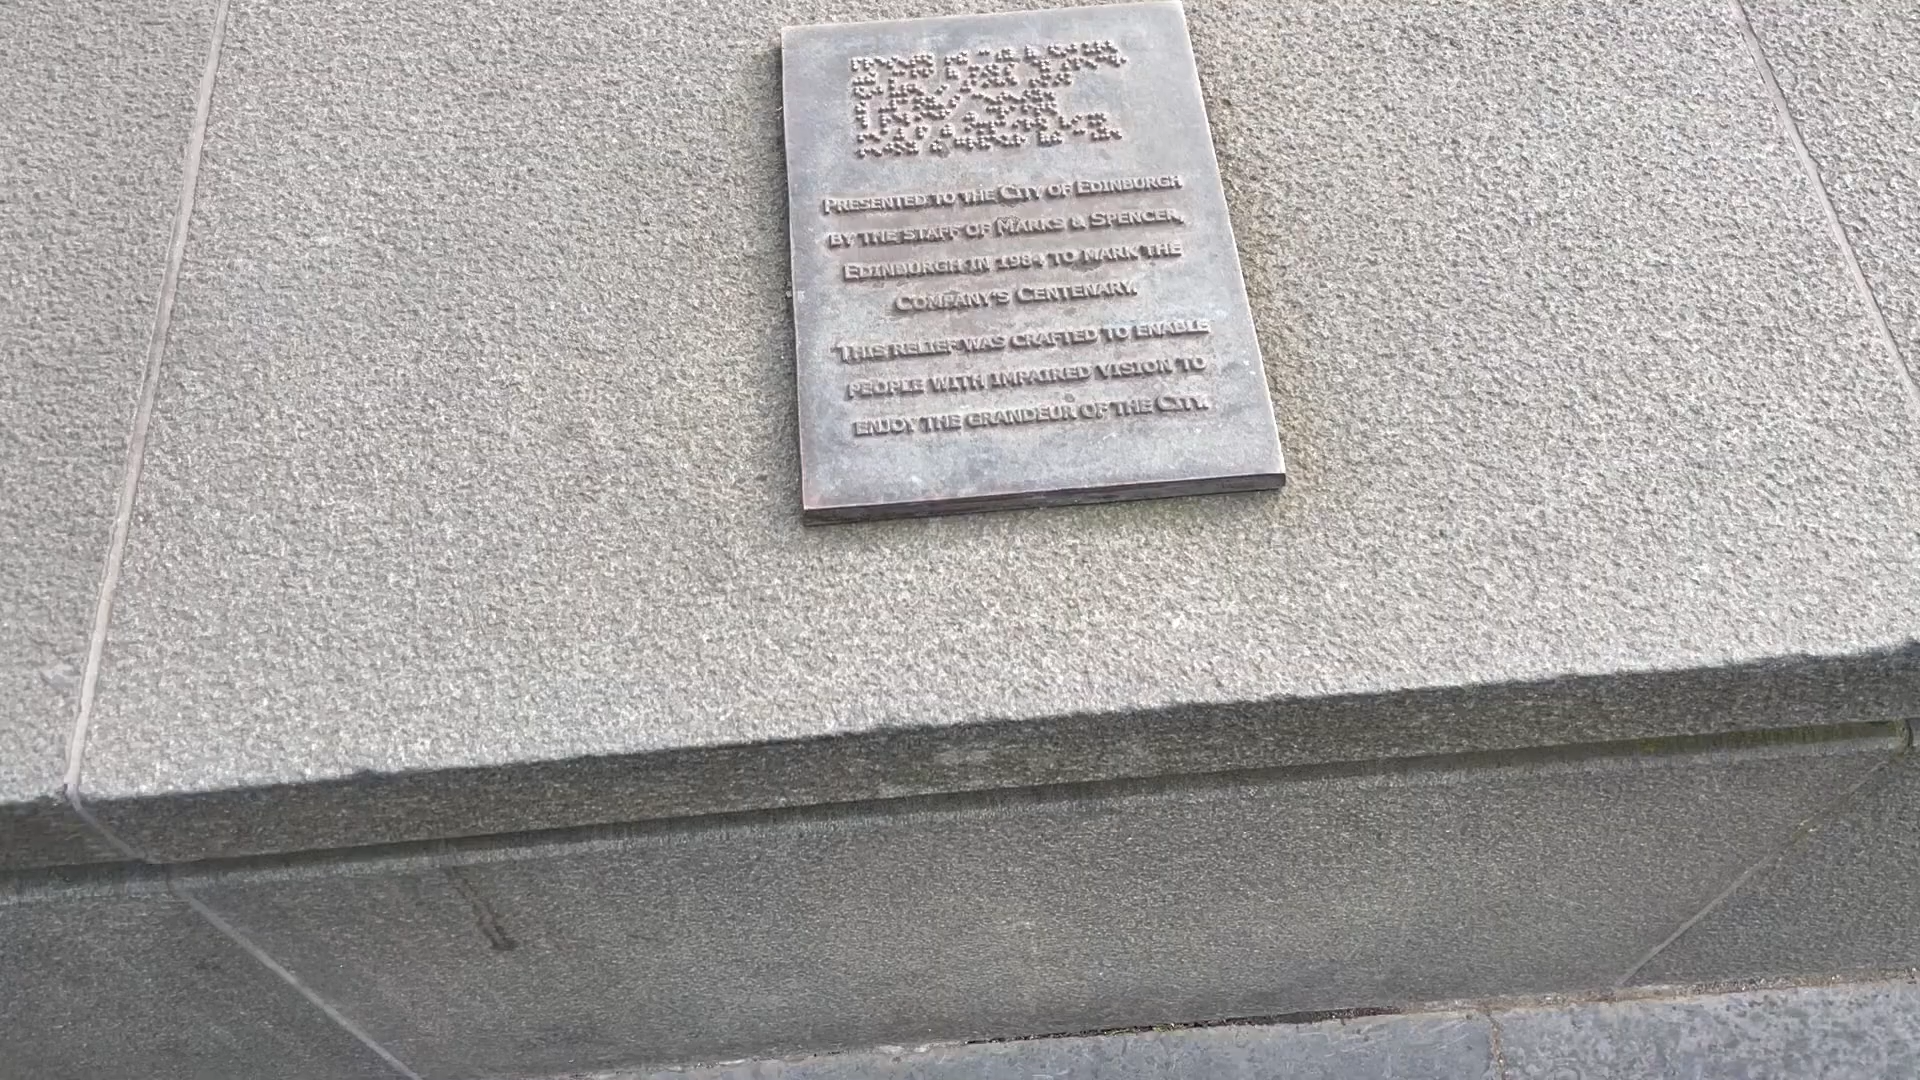 PRESENTED TO THE CITY OF EDINBURGH
BY THE STAFF OF MARKS & SPENCER,
EDINBURGH IN 1984 TO MARK THE
COMPANY'S CENTENARY.
THIS RELIEF WAS CRAFTED TO ENABLE
PEOPLE WITH IMPAIRED VISION TO
ENJOY THE GRANDEUR OF THE CITY.